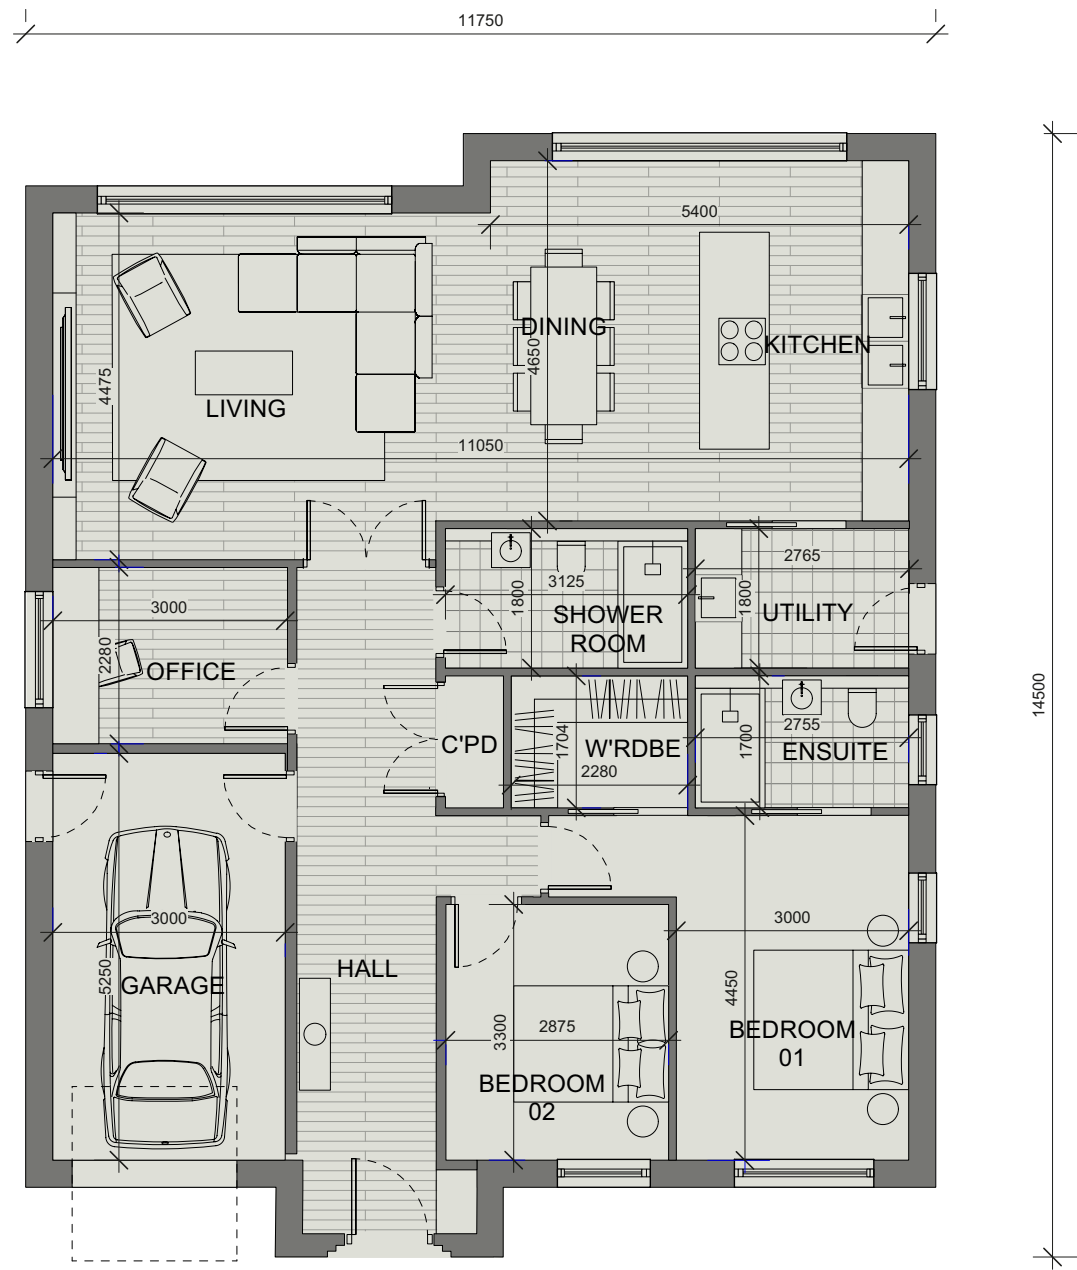 11750
5400
DINING
KITCHEN
4650
4475
LIVING
11050
2765
3125
1800
1800
3000
SHOWER
ROOM
UTILITY
2280
OFFICE
14500
2755
1704
1700
C'PD
W'RDBE
ENSUITE
2280
3000
3000
HALL
5250
GARAGE
4450
3300
2875
BEDROOM
01
BEDROOM
02